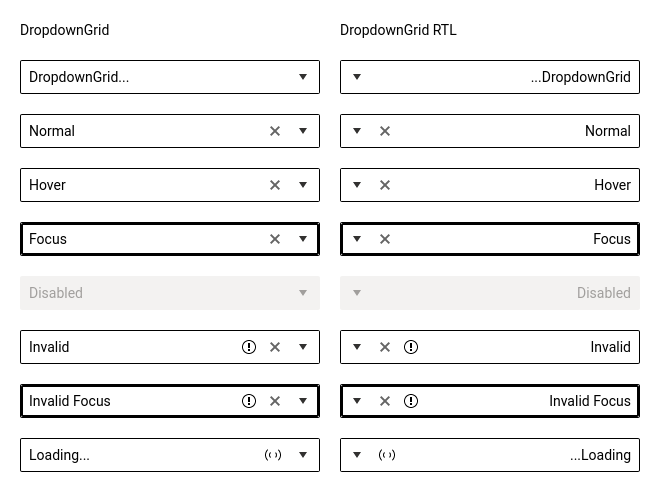 DropdownGrid
DropdownGrid...
Normal
Hover
Focus
Disabled
Invalid
Invalid Focus
Loading...
DropdownGrid RTL
...DropdownGrid
Normal
Hover
Focus
Disabled
Invalid
Invalid Focus
...Loading